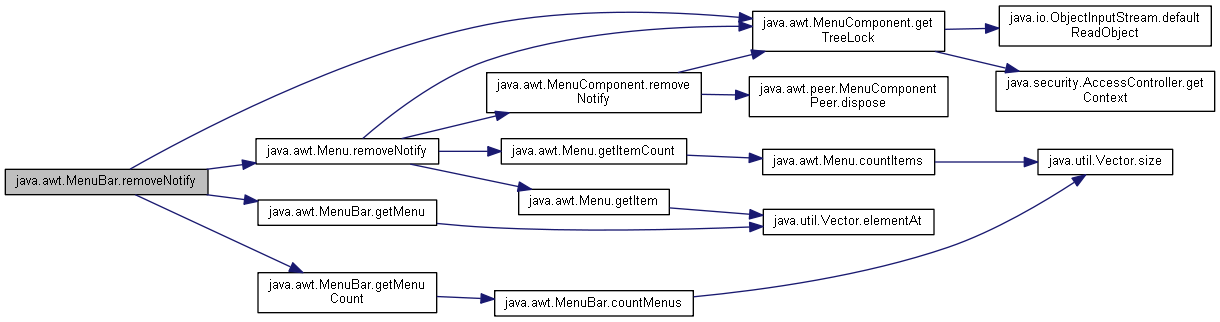 java.awt.MenuBar.removeNotify
java.awt.Menu.removeNotify
java.awt.MenuBar.getMenu
java.awt.MenuBar.getMenu
Count
java.awt.MenuComponent.remove
Notify
java.awt.Menu.getItemCount
java.awt.Menu.getItem
java.awt.MenuBar.countMenus
java.awt.MenuComponent.get
TreeLock
java.awt.peer.MenuComponent
Peer.dispose
java.awt.Menu.countItems
java.util.Vector.elementAt
java.io.ObjectInputStream.default
ReadObject
java.security.AccessController.get
Context
java.util.Vector.size